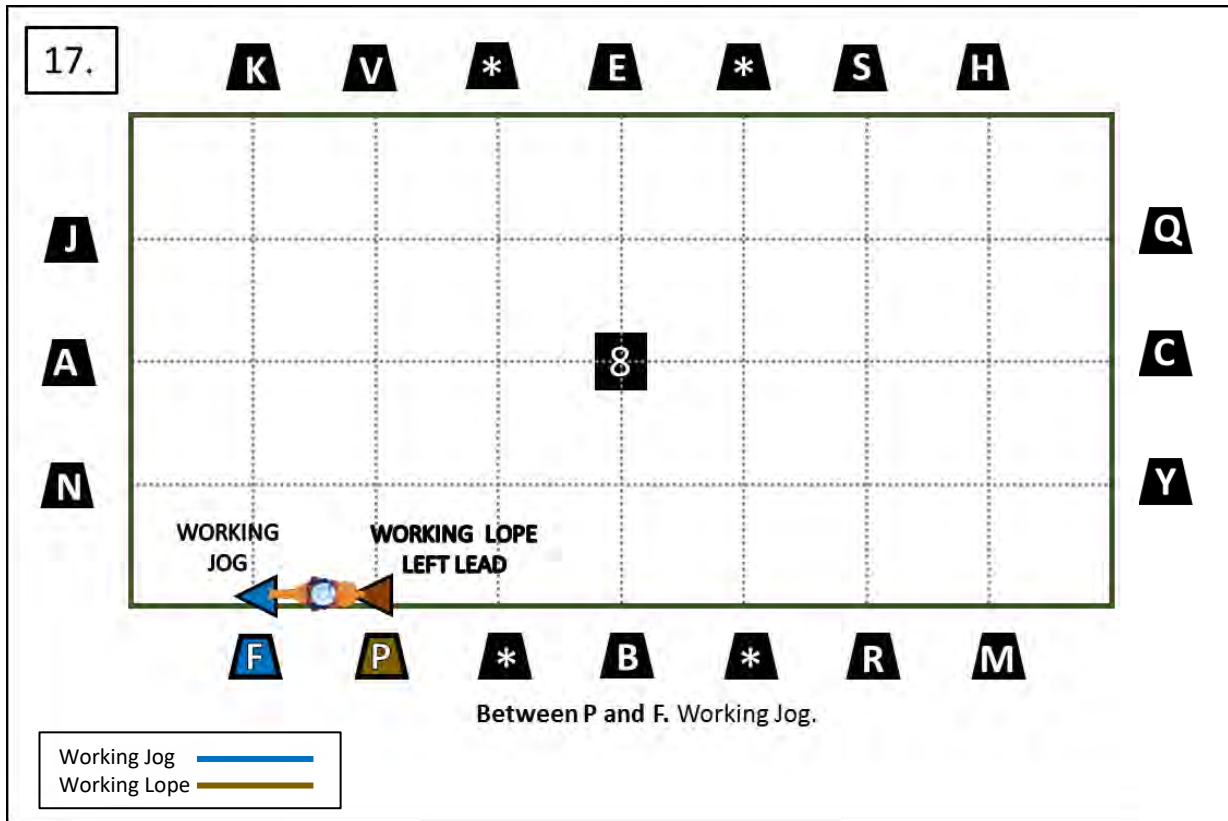 17.
K V * E * S H
J Q
A 8 C
N Y
WORKING
JOG
WORKING LOPE
LEFT LEAD
F P * B * R M
Between P and F. Working Jog.
Working Jog
Working Lope